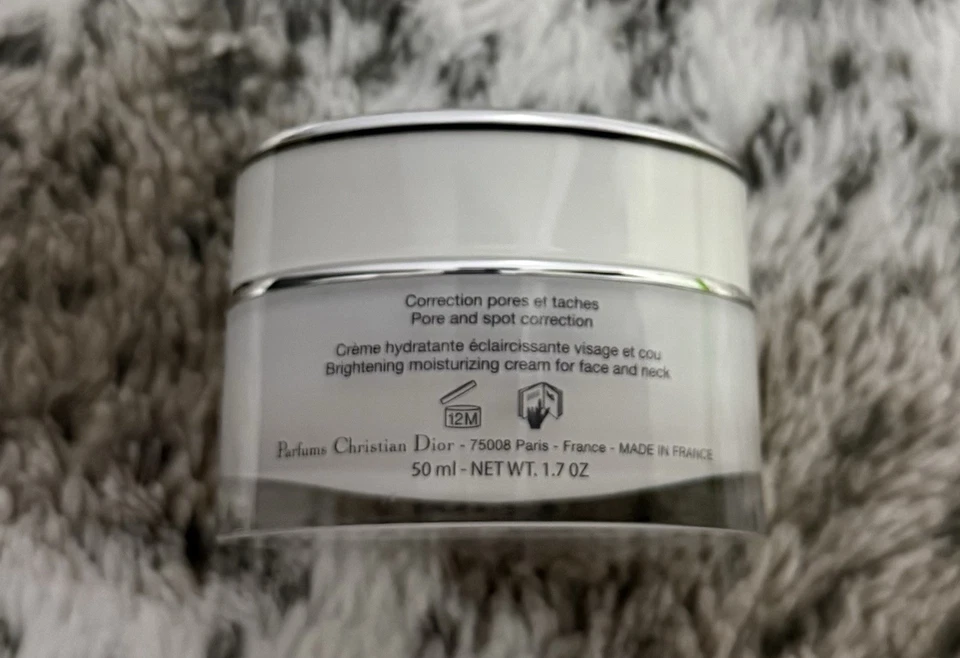 Correction pores et taches
Pore and spot correction
Crème hydratante éclaircissante visage et cou
Brightening moisturizing cream for face and neck
12M
Parfums Christian Dior - 75008 Paris - France - MADE IN FRANCE
50 ml - NET WT. 1.7 OZ